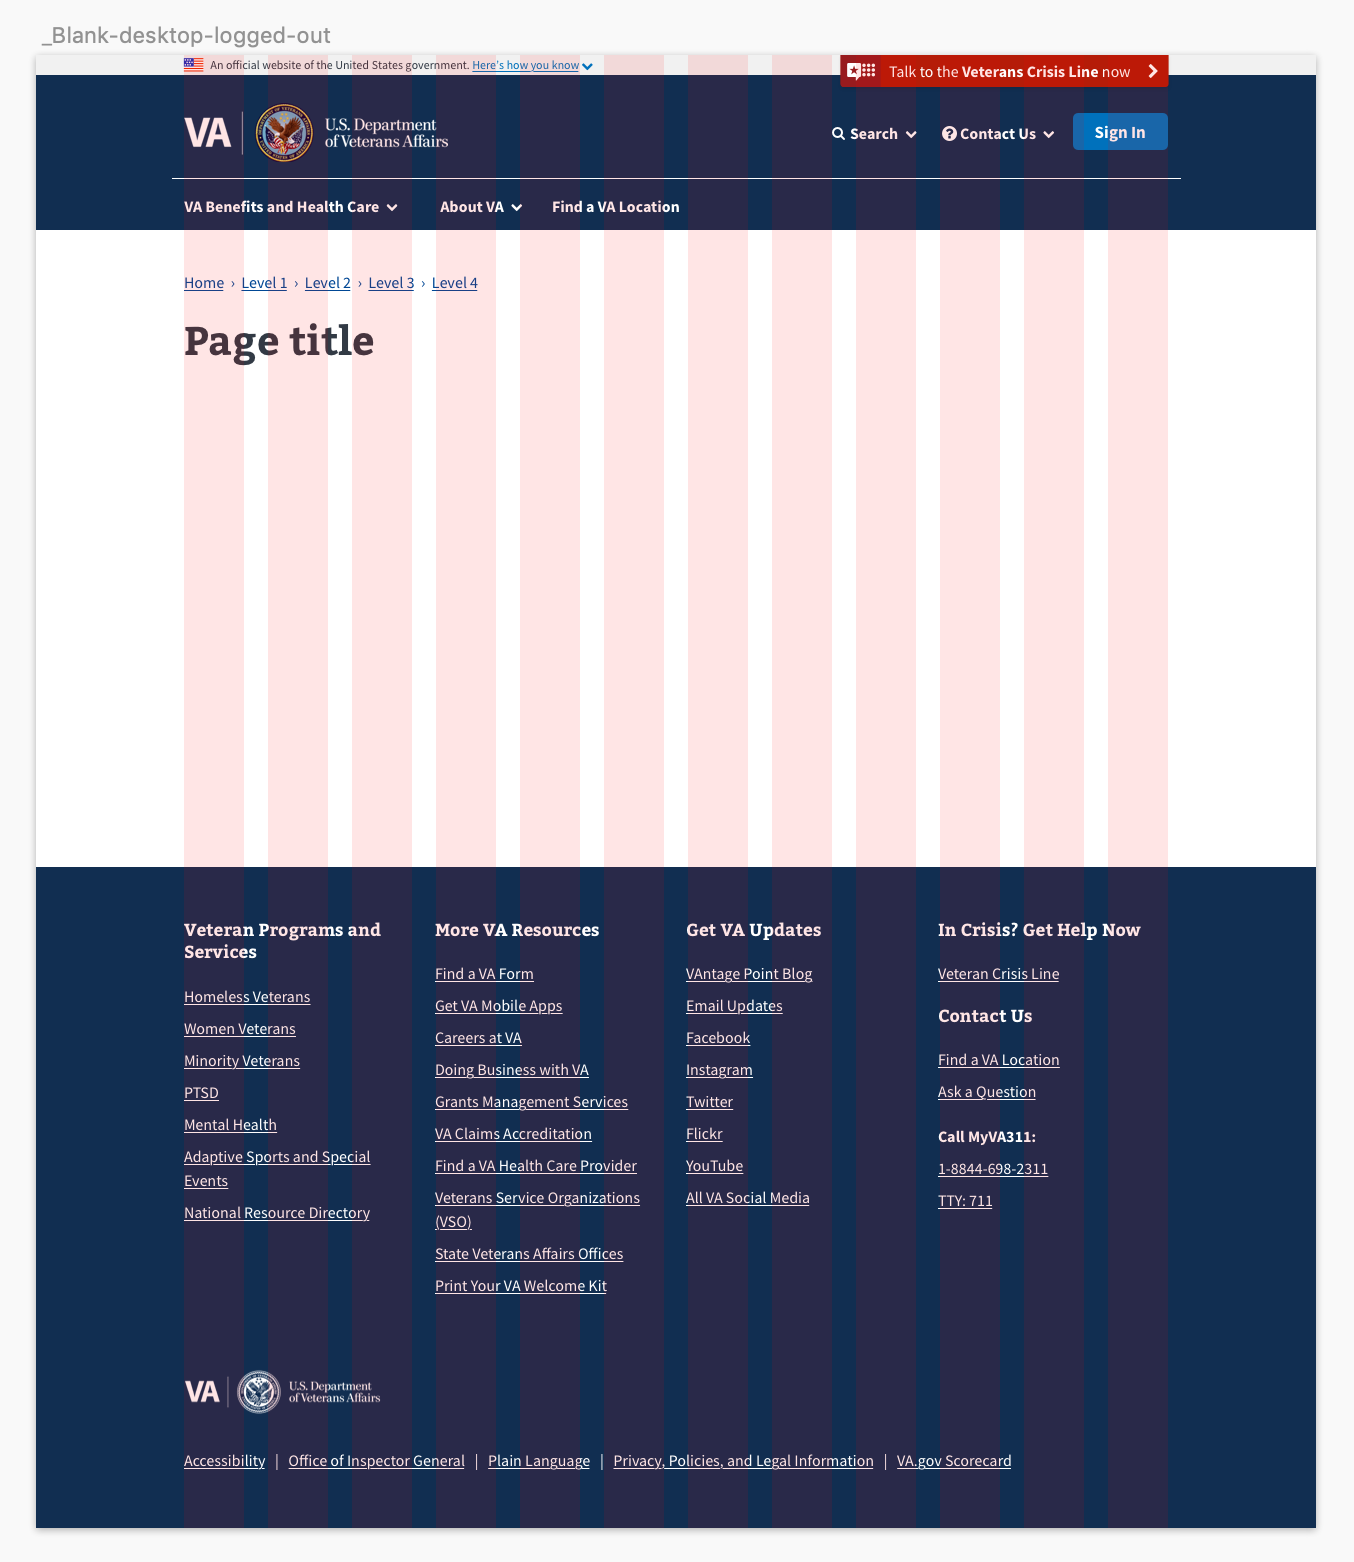 _Blank-desktop-logged-out
An official website of the United States government. Here's how you know
Talk to the Veterans Crisis Line now
VA
U.S. Department
of Veterans Affairs
Search
Contact Us
Sign In
VA Benefits and Health Care
About VA
Find a VA Location
Home › Level 1 › Level 2 › Level 3 › Level 4
Page title
Veteran Programs and
Services
Homeless Veterans
Women Veterans
Minority Veterans
PTSD
Mental Health
Adaptive Sports and Special
Events
National Resource Directory
More VA Resources
Find a VA Form
Get VA Mobile Apps
Careers at VA
Doing Business with VA
Grants Management Services
VA Claims Accreditation
Find a VA Health Care Provider
Veterans Service Organizations
(VSO)
State Veterans Affairs Offices
Print Your VA Welcome Kit
Get VA Updates
VAntage Point Blog
Email Updates
Facebook
Instagram
Twitter
Flickr
YouTube
All VA Social Media
In Crisis? Get Help Now
Veteran Crisis Line
Contact Us
Find a VA Location
Ask a Question
Call MyVA311:
1-8844-698-2311
TTY: 711
VA
U.S. Department
of Veterans Affairs
Accessibility | Office of Inspector General | Plain Language | Privacy, Policies, and Legal Information | VA.gov Scorecard